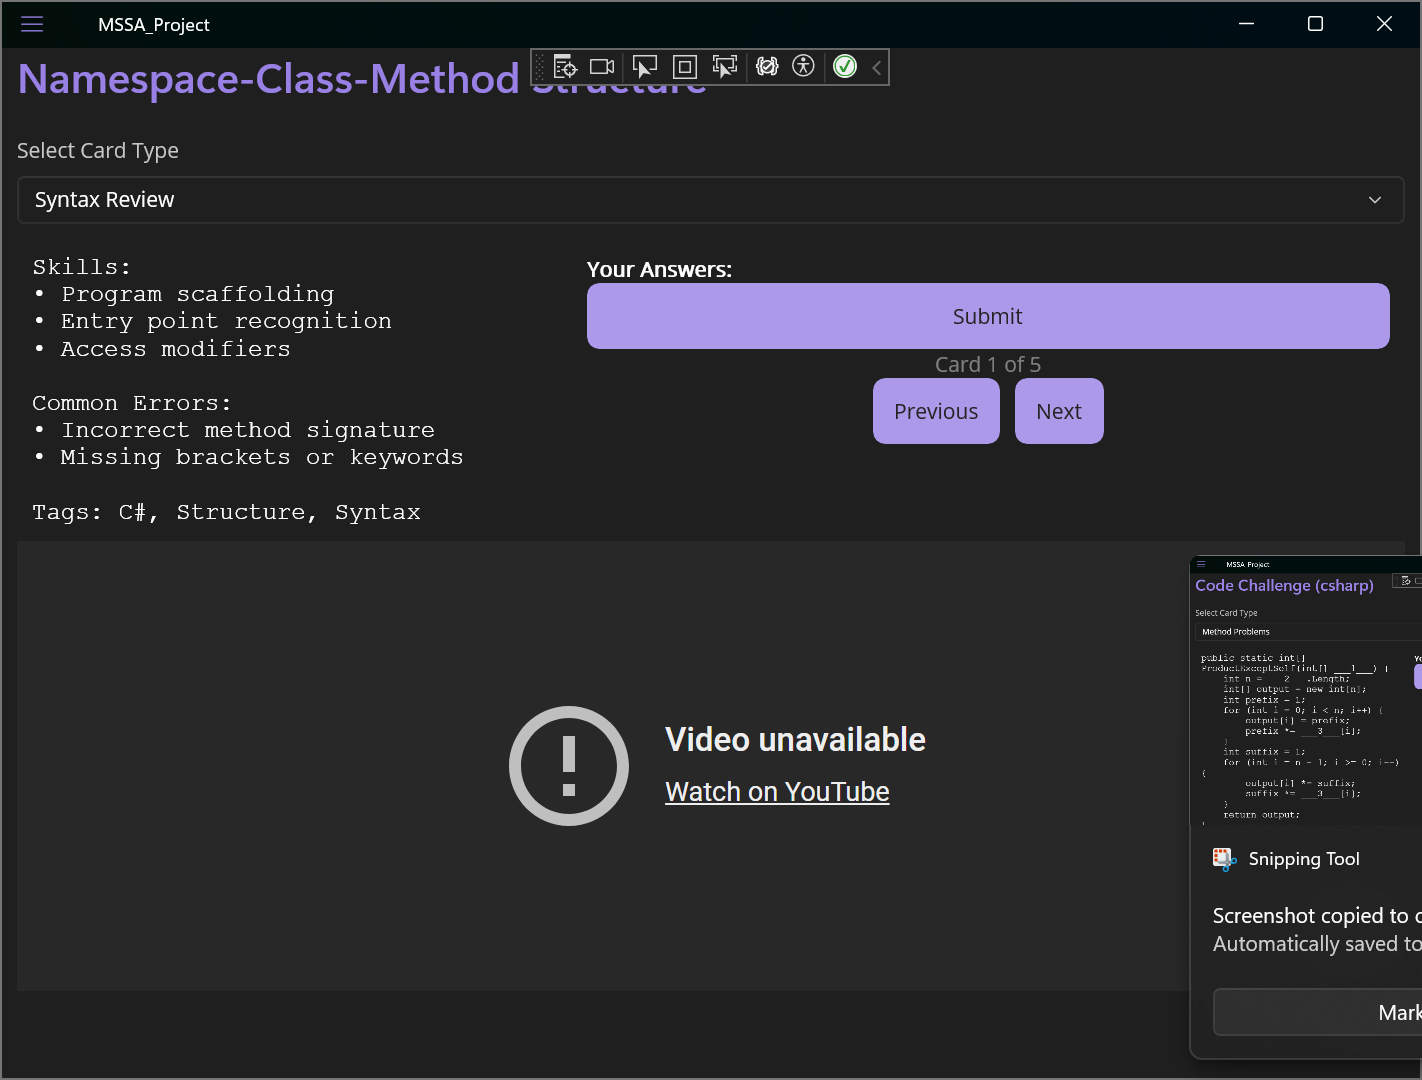 MSSA_Project
Namespace-Class-Method Structure
Select Card Type
Syntax Review
Skills:
• Program scaffolding
• Entry point recognition
• Access modifiers
Common Errors:
• Incorrect method signature
• Missing brackets or keywords
Tags: C#, Structure, Syntax
Your Answers:
Submit
Card 1 of 5
Previous
Next
Video unavailable
Watch on YouTube
MSSA Project
Code Challenge (csharp)
Select Card Type
Method Problems
public static int[]
ProductExceptSelf(int[] ___1___) {
int n = ___2___.Length;
int[] output = new int[n];
int prefix = 1;
for (int i = 0; i < n; i++) {
output[i] = prefix;
prefix *= ___3___[i];
}
int suffix = 1;
for (int i = n - 1; i >= 0; i--)
{
output[i] *= suffix;
suffix *= ___3___[i];
}
return output;
Snipping Tool
Screenshot copied to
Automatically saved to
Mark